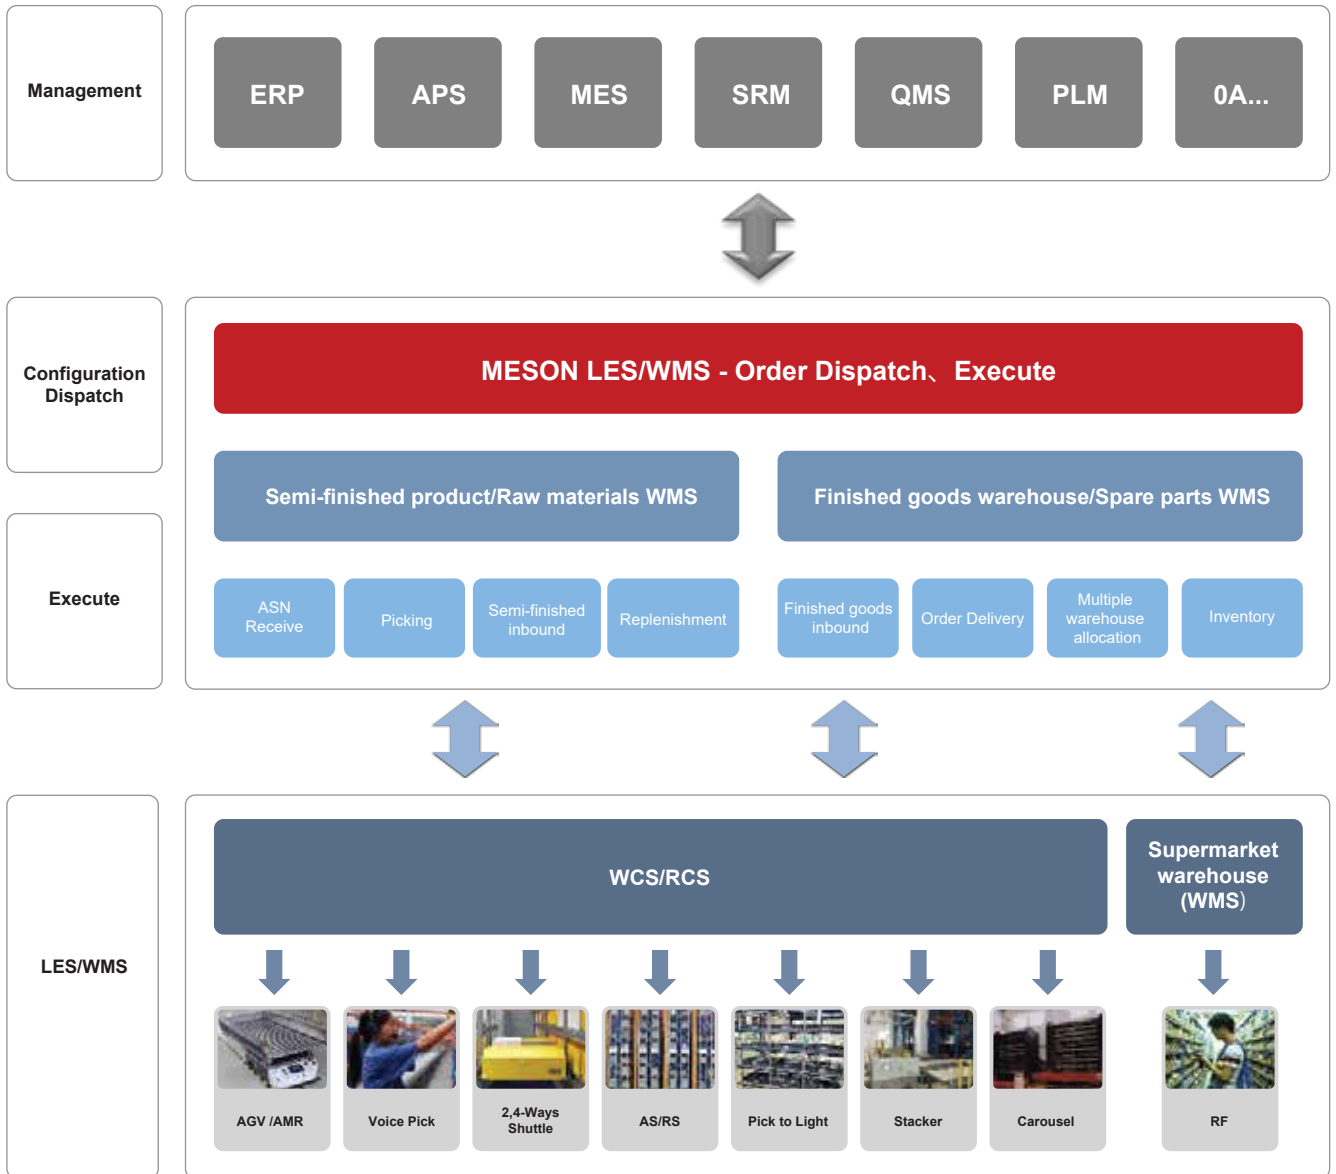 Management
ERP
APS
MES
SRM
QMS
PLM
0A...
Configuration
Dispatch
MESON LES/WMS - Order Dispatch、Execute
Semi-finished product/Raw materials WMS
Finished goods warehouse/Spare parts WMS
Execute
ASN
Receive
Picking
Semi-finished
inbound
Replenishment
Finished goods
inbound
Order Delivery
Multiple
warehouse
allocation
Inventory
LES/WMS
WCS/RCS
Supermarket
warehouse
(WMS）
AGV /AMR
Voice Pick
2,4-Ways
Shuttle
AS/RS
Pick to Light
Stacker
Carousel
RF